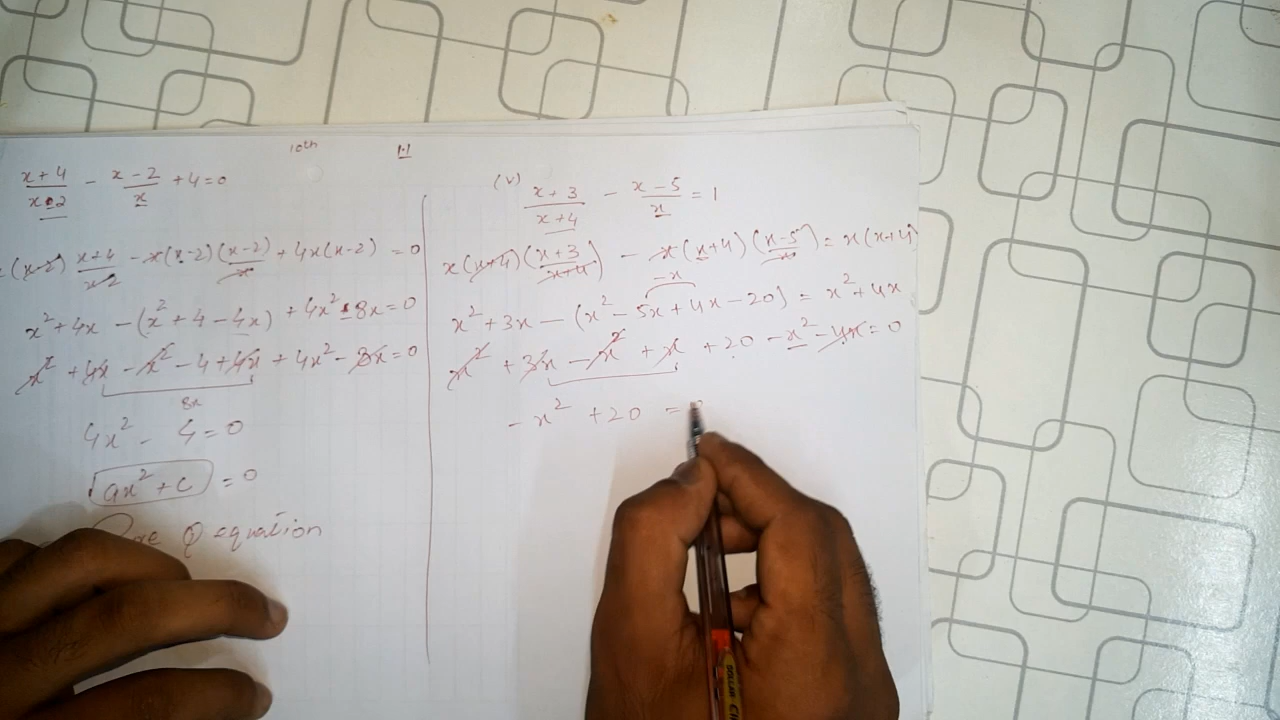 10th 1.1
x+4/x-2 - x-2/x +4=0
(x-2) x+4/x-2 - x(x-2)(x-2/x) + 4x(x-2) = 0
x²+4x - (x²+4-4x) + 4x²-8x=0
x² + 4x - x² - 4 + 4x + 4x² - 8x = 0
8x
4x² - 4 = 0
ax² + c = 0
Pure Q equation
(v) x+3/x+4 - x-5/x = 1
x(x+4)(x+3/x+4) - x(x+4)(x-5/x) = x(x+4)
-x
x²+3x - (x²-5x+4x-20) = x²+4x
x² + 3x - x² + x + 20 - x² - 4x = 0
- x² + 20 =
DOLLAR